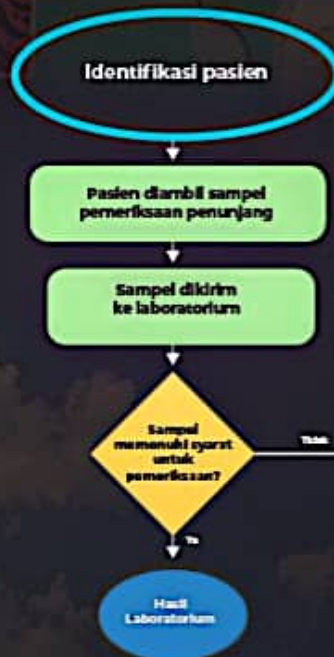 Identifikasi pasien
Pasien diambil sampel
pemeriksaan penunjang
Sampel dikirim
ke laboratorium
Sampel
memenuhi syarat
untuk
pemeriksaan?
Tidak
Ya
Hasil
Laboratorium